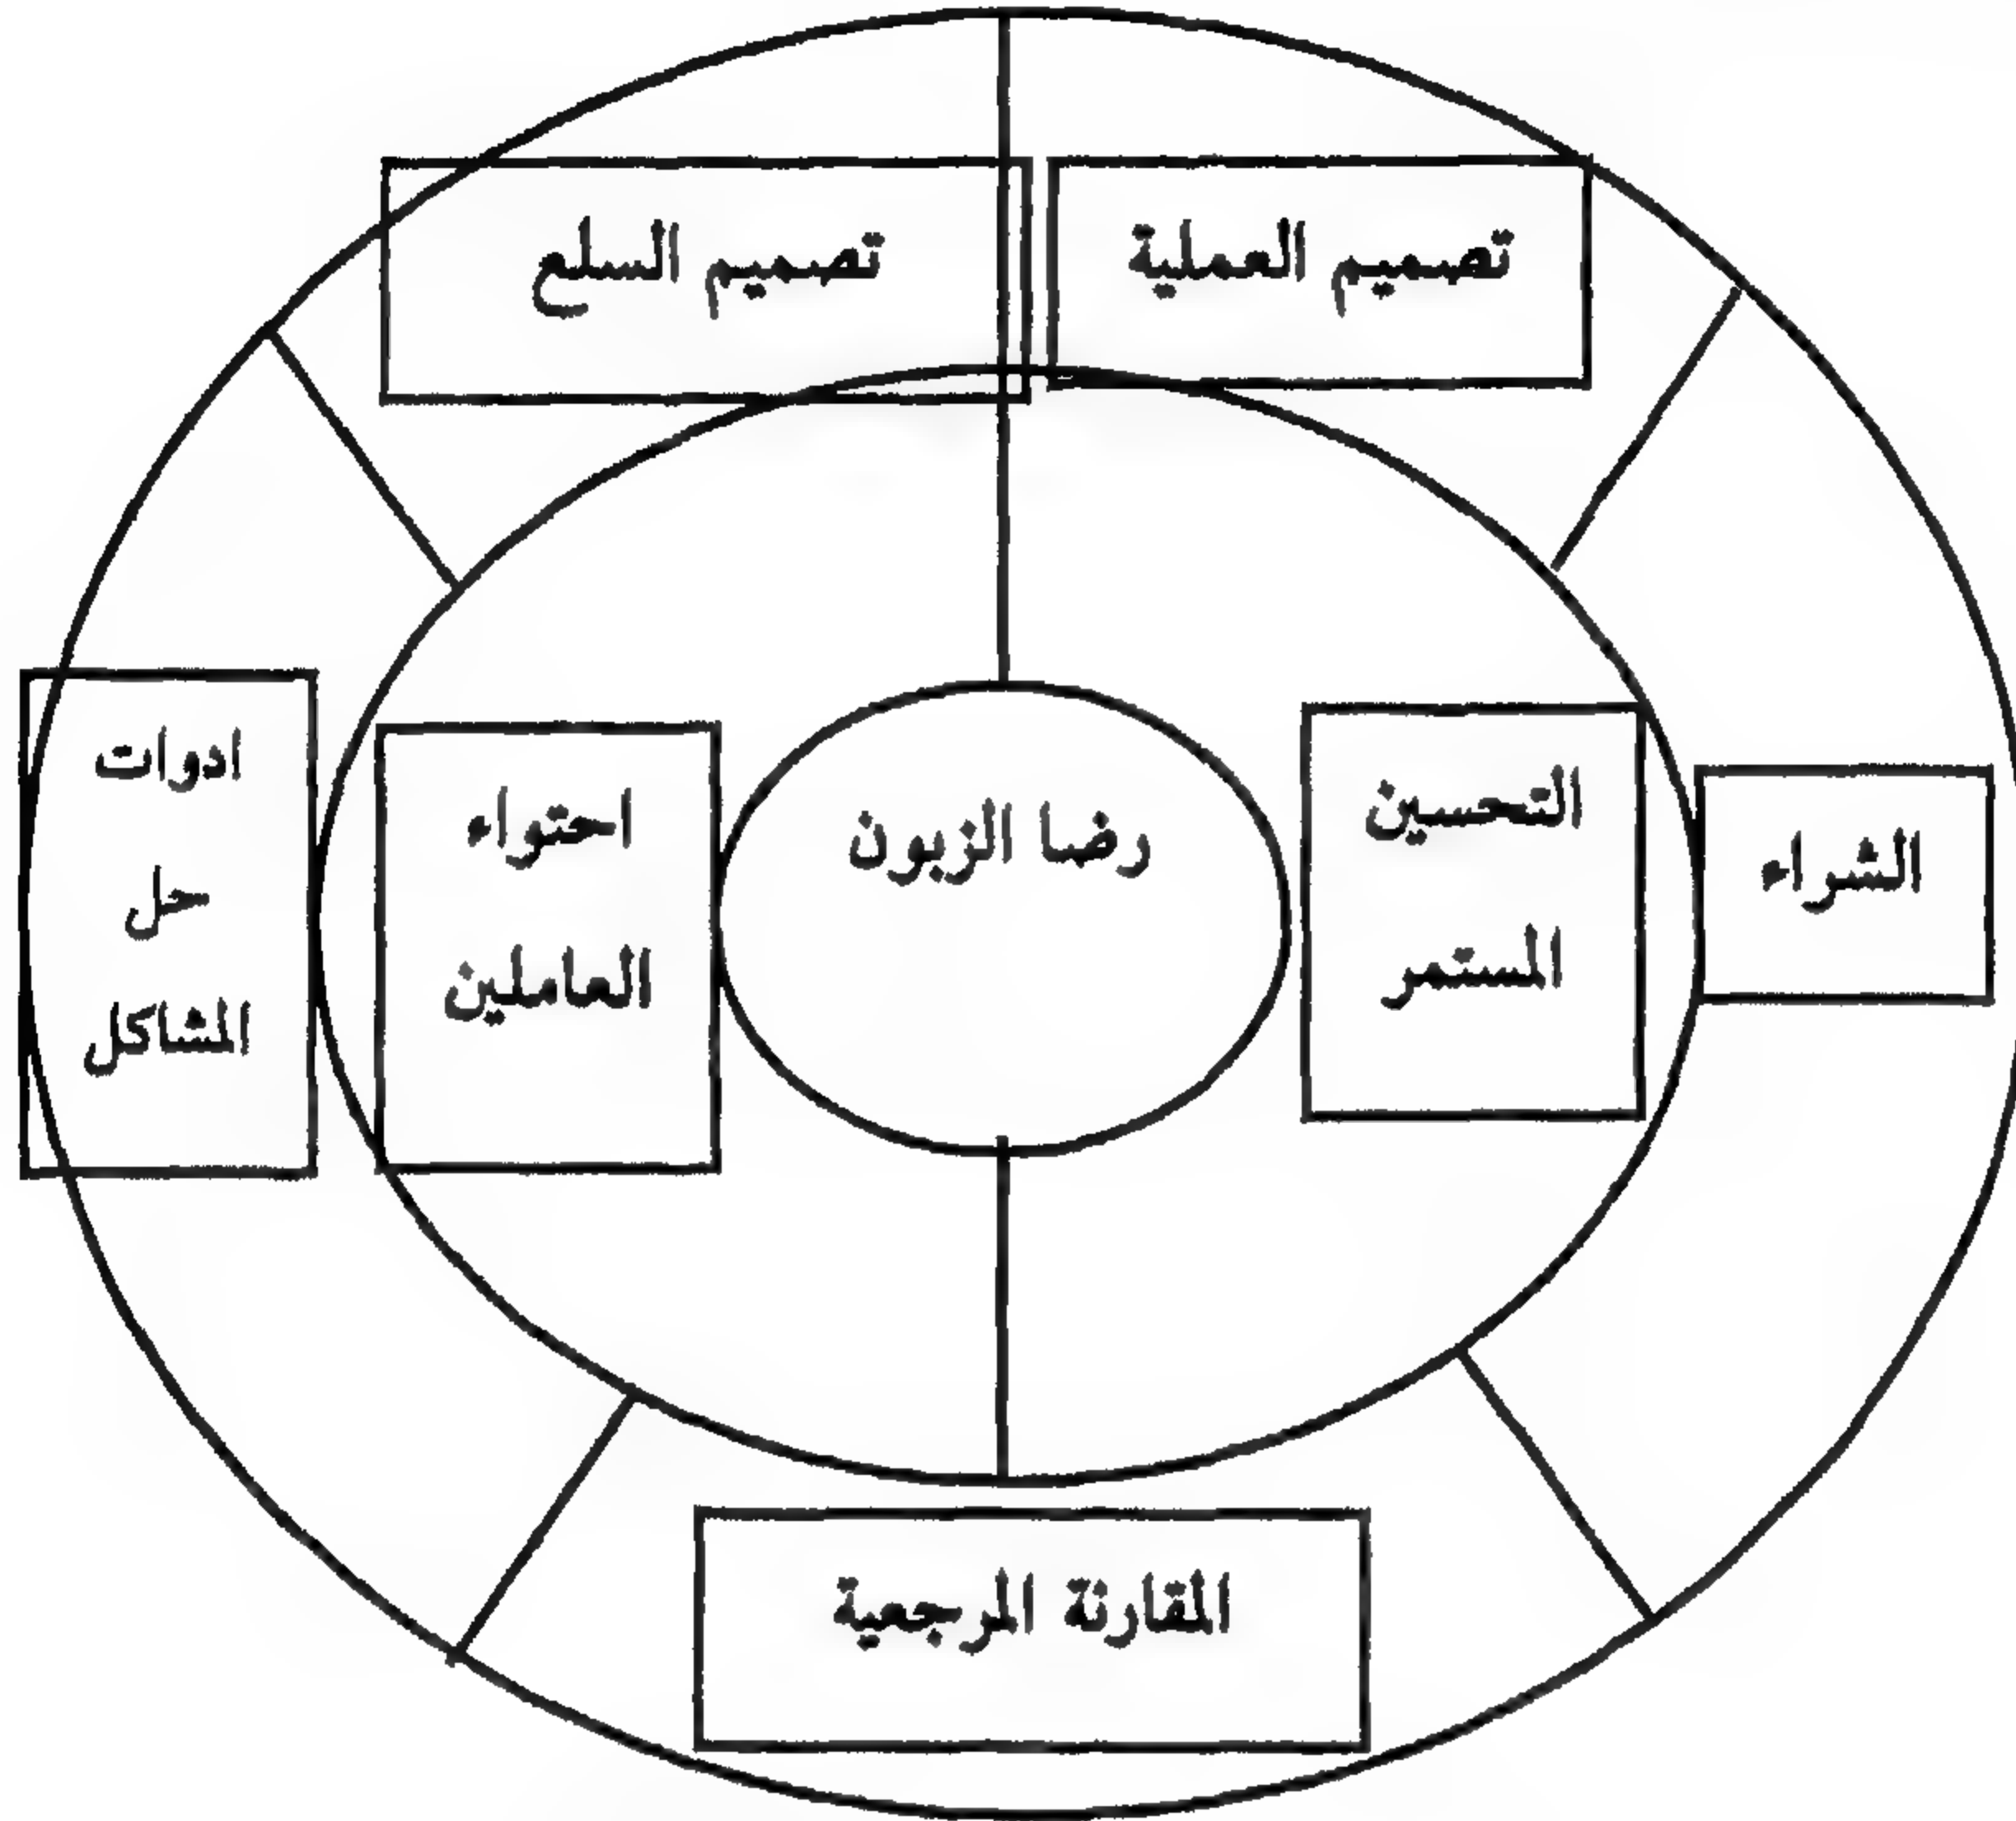 تصميم العملية
تصميم السلع
الشراء
التحسين
المستمر
رضا الزبون
احتواء
العاملين
ادوات
حل
المشاكل
المقارنة المرجعية